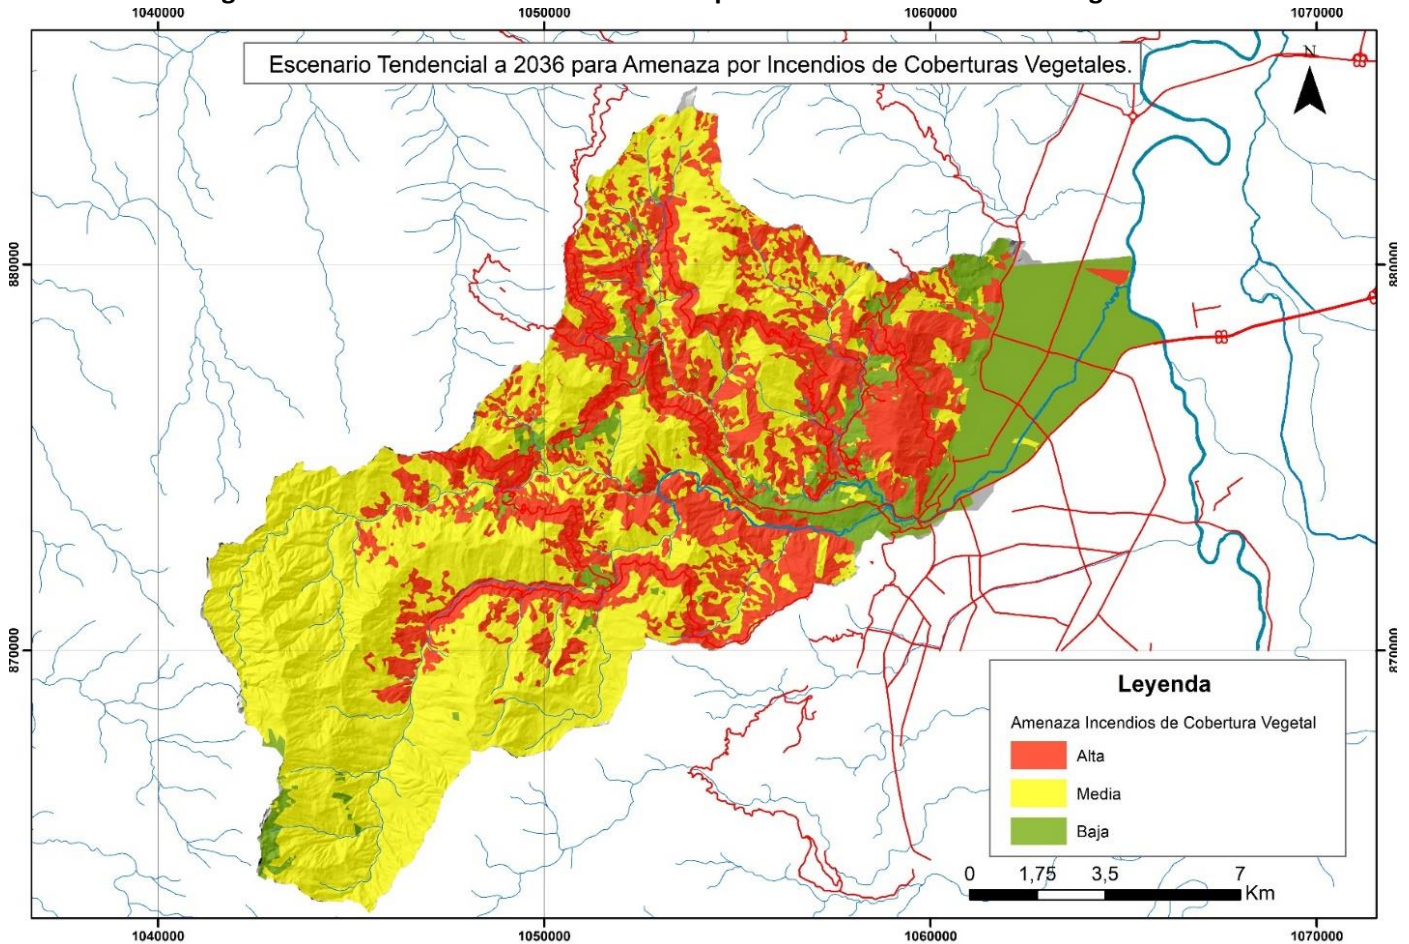 1040000
1050000
1060000
1070000
Escenario Tendencial a 2036 para Amenaza por Incendios de Coberturas Vegetales.
N
880000
880000
870000
870000
Leyenda
Amenaza Incendios de Cobertura Vegetal
Alta
Media
Baja
0 1,75 3,5 7
Km
1040000
1050000
1060000
1070000